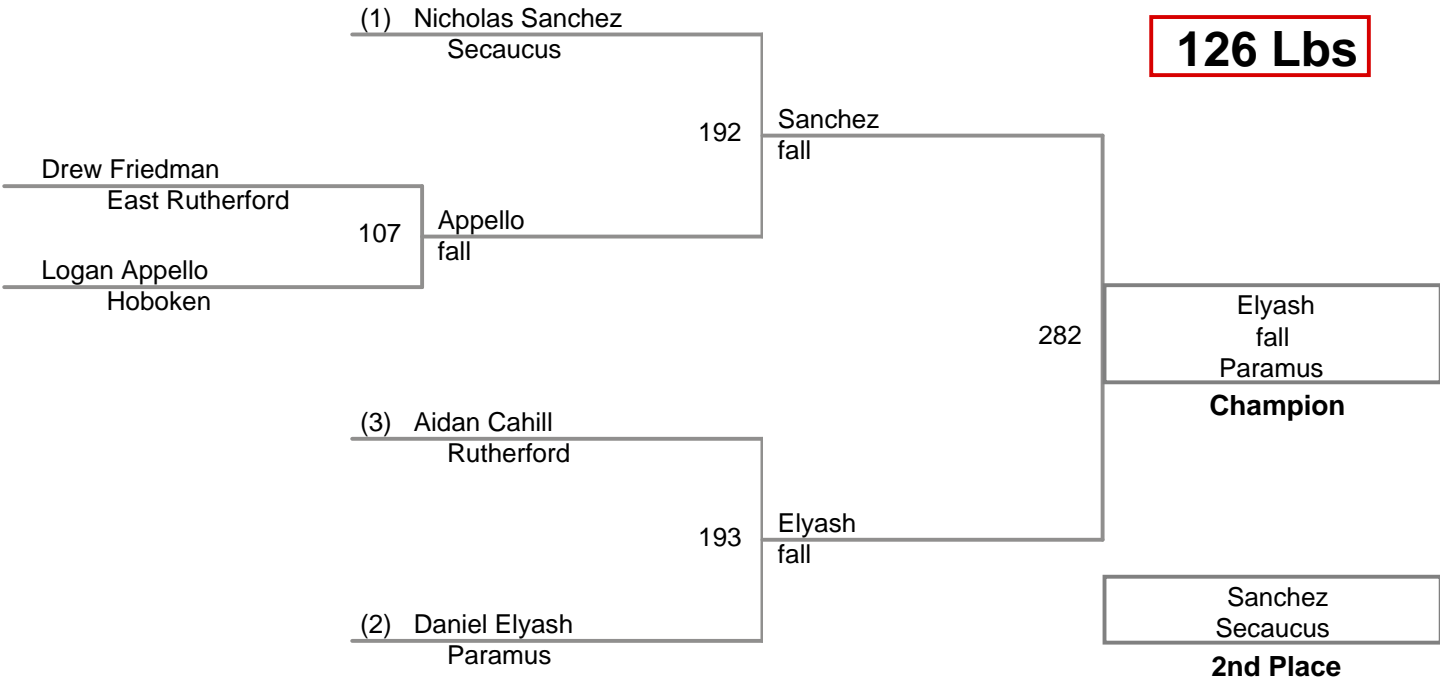 (1) Nicholas Sanchez
Secaucus
126 Lbs
192
Sanchez
fall
Drew Friedman
East Rutherford
107
Appello
fall
Logan Appello
Hoboken
282
Elyash
fall
Paramus
Champion
(3) Aidan Cahill
Rutherford
193
Elyash
fall
(2) Daniel Elyash
Paramus
Sanchez
Secaucus
2nd Place